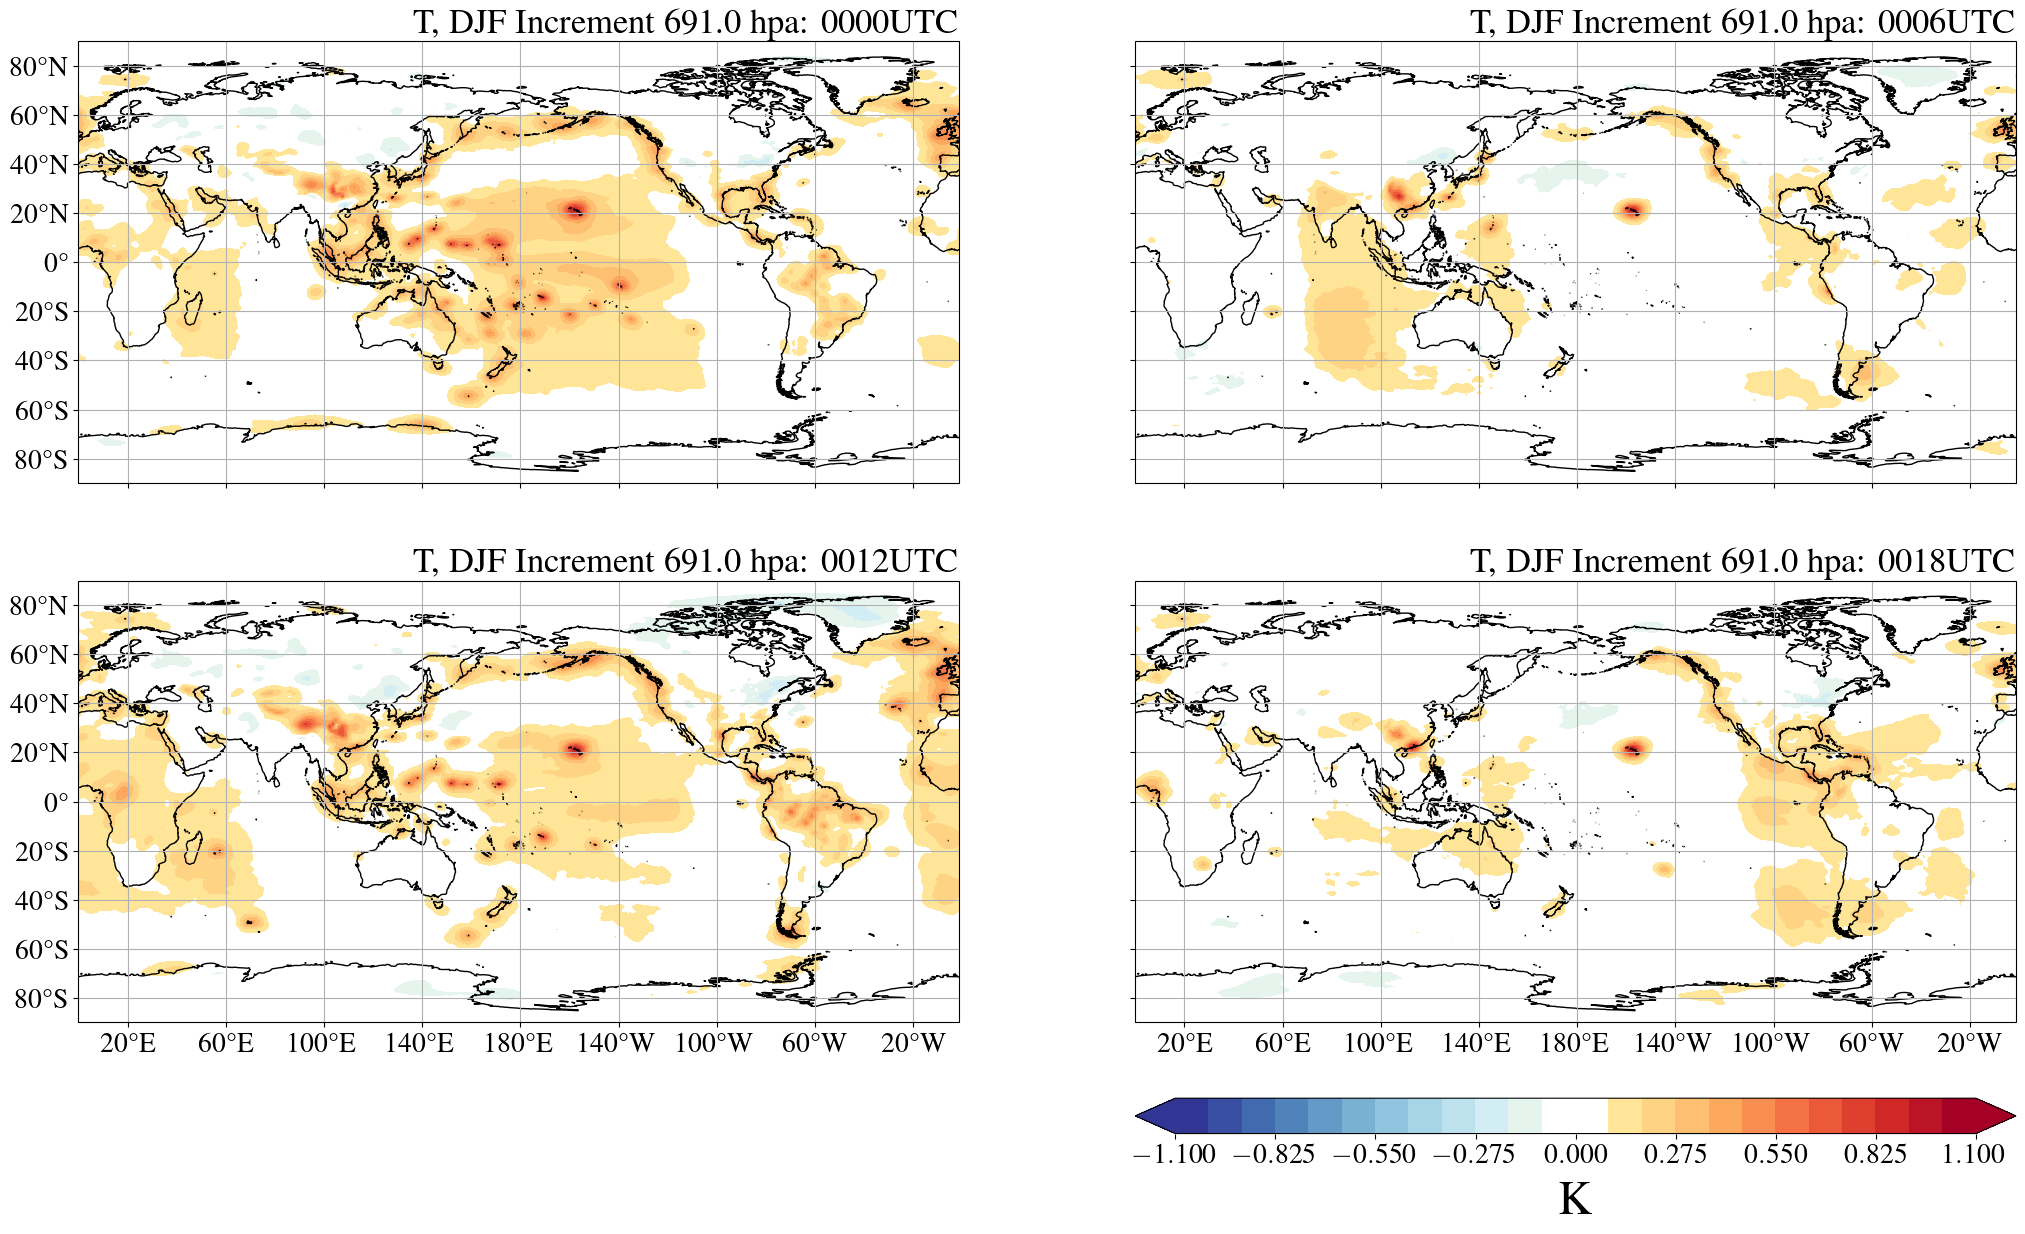 T, DJF Increment 691.0 hpa: 0000UTC
T, DJF Increment 691.0 hpa: 0006UTC
80°N
60°N
40°N
20°N
0°
20°S
40°S
60°S
80°S
T, DJF Increment 691.0 hpa: 0012UTC
T, DJF Increment 691.0 hpa: 0018UTC
80°N
60°N
40°N
20°N
0°
20°S
40°S
60°S
80°S
20°E 60°E 100°E 140°E 180°E 140°W 100°W 60°W 20°W
20°E 60°E 100°E 140°E 180°E 140°W 100°W 60°W 20°W
−1.100 −0.825 −0.550 −0.275 0.000 0.275 0.550 0.825 1.100
K